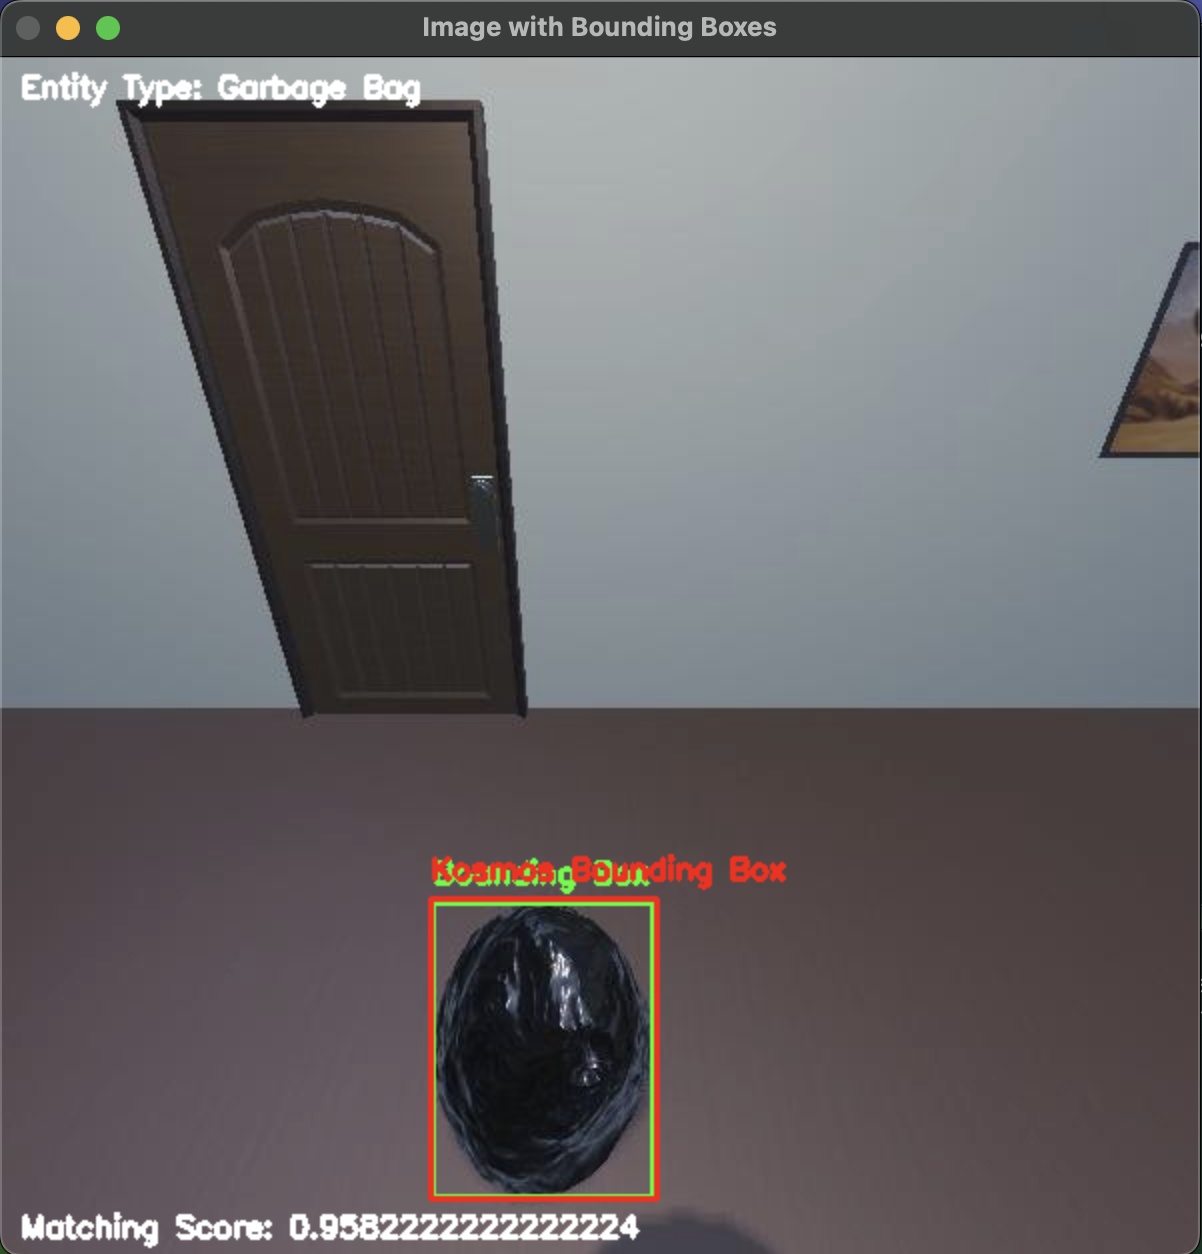 Image with Bounding Boxes
Entity Type: Garbage Bag
Kosmos Bounding Box
Bounding Box
Matching Score: 0.9582222222222224